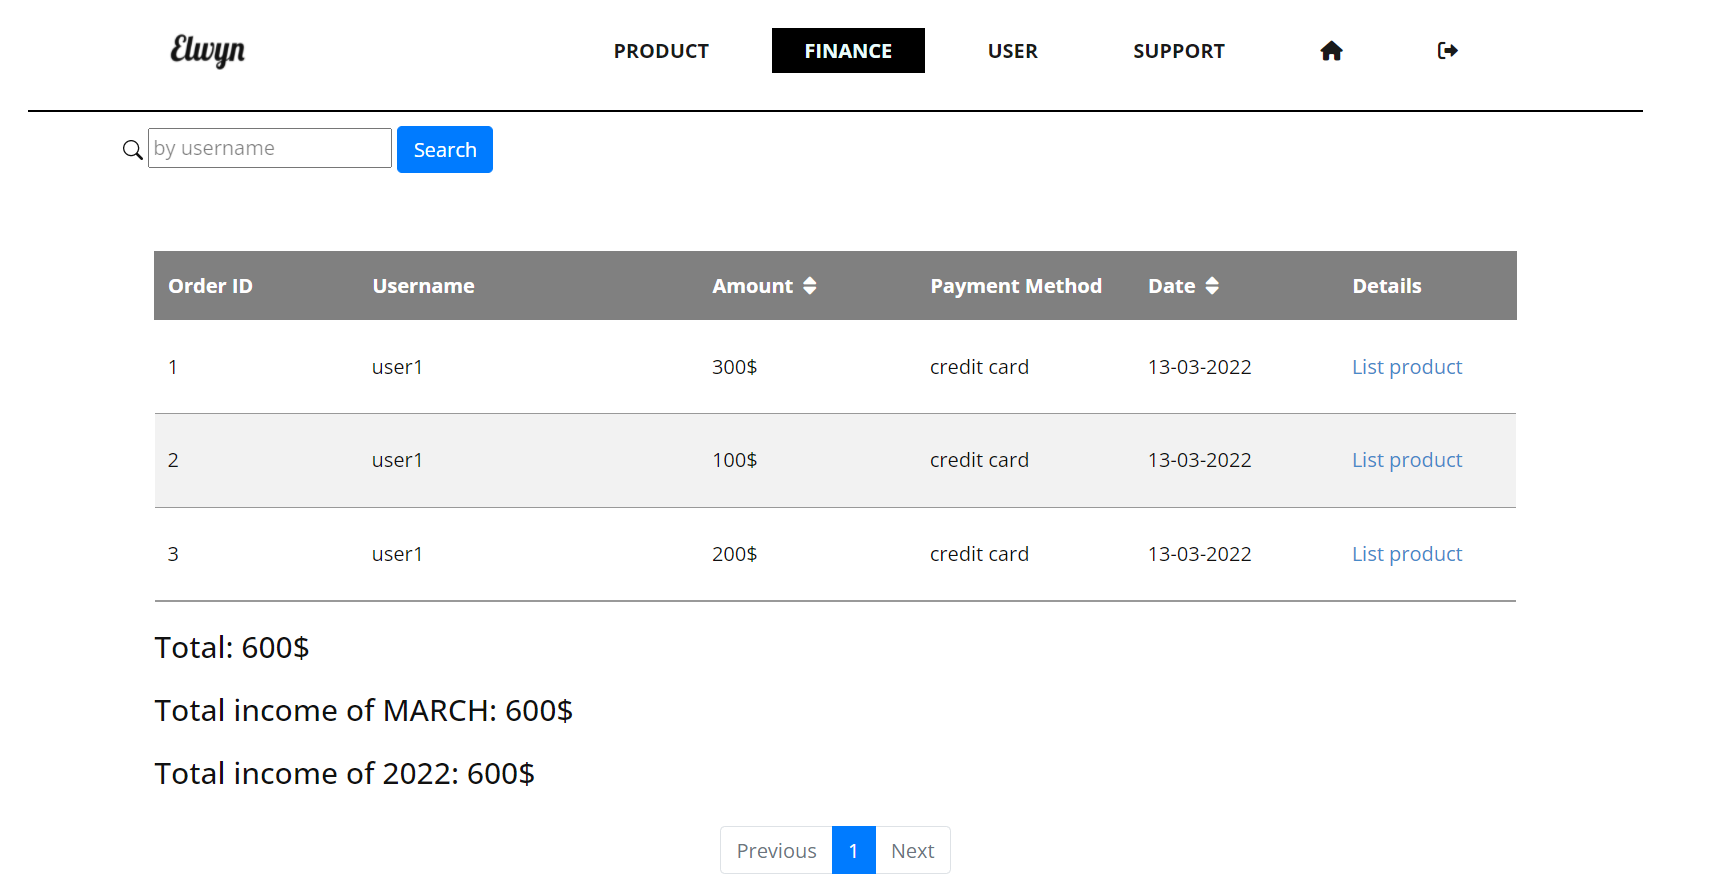 Elwyn PRODUCT FINANCE USER SUPPORT
by username Search
Order ID Username Amount Payment Method Date Details
1 user1 300$ credit card 13-03-2022 List product
2 user1 100$ credit card 13-03-2022 List product
3 user1 200$ credit card 13-03-2022 List product
Total: 600$
Total income of MARCH: 600$
Total income of 2022: 600$
Previous 1 Next